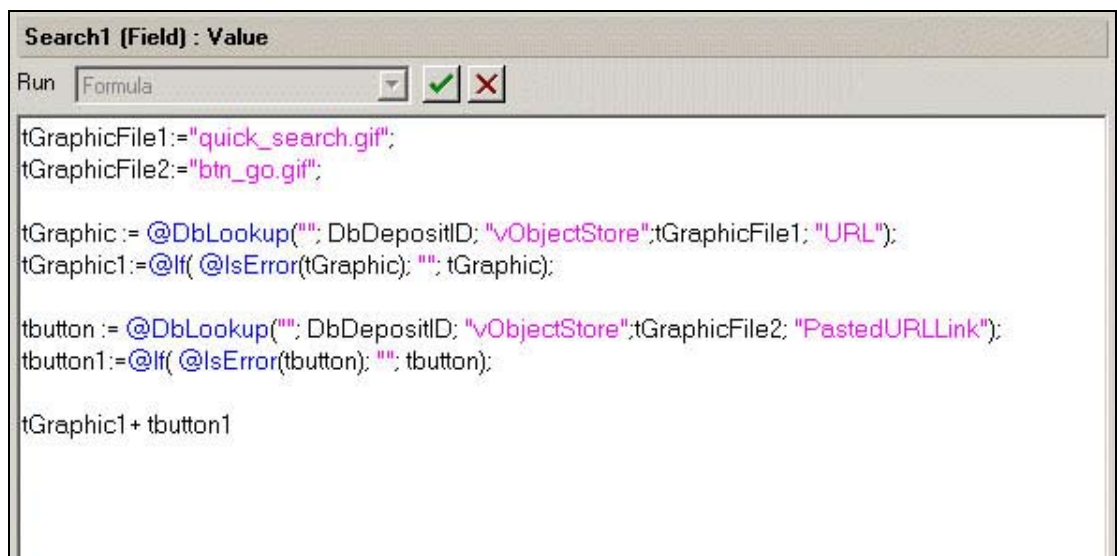 Search1 (Field) : Value
Run Formula
tGraphicFile1:="quick_search.gif";
tGraphicFile2:="btn_go.gif";
tGraphic := @DbLookup(""; DbDepositID; "vObjectStore";tGraphicFile1; "URL");
tGraphic1:=@If( @IsError(tGraphic); ""; tGraphic);
tbutton := @DbLookup(""; DbDepositID; "vObjectStore";tGraphicFile2; "PastedURLLink");
tbutton1:=@If( @IsError(tbutton); ""; tbutton);
tGraphic1+ tbutton1